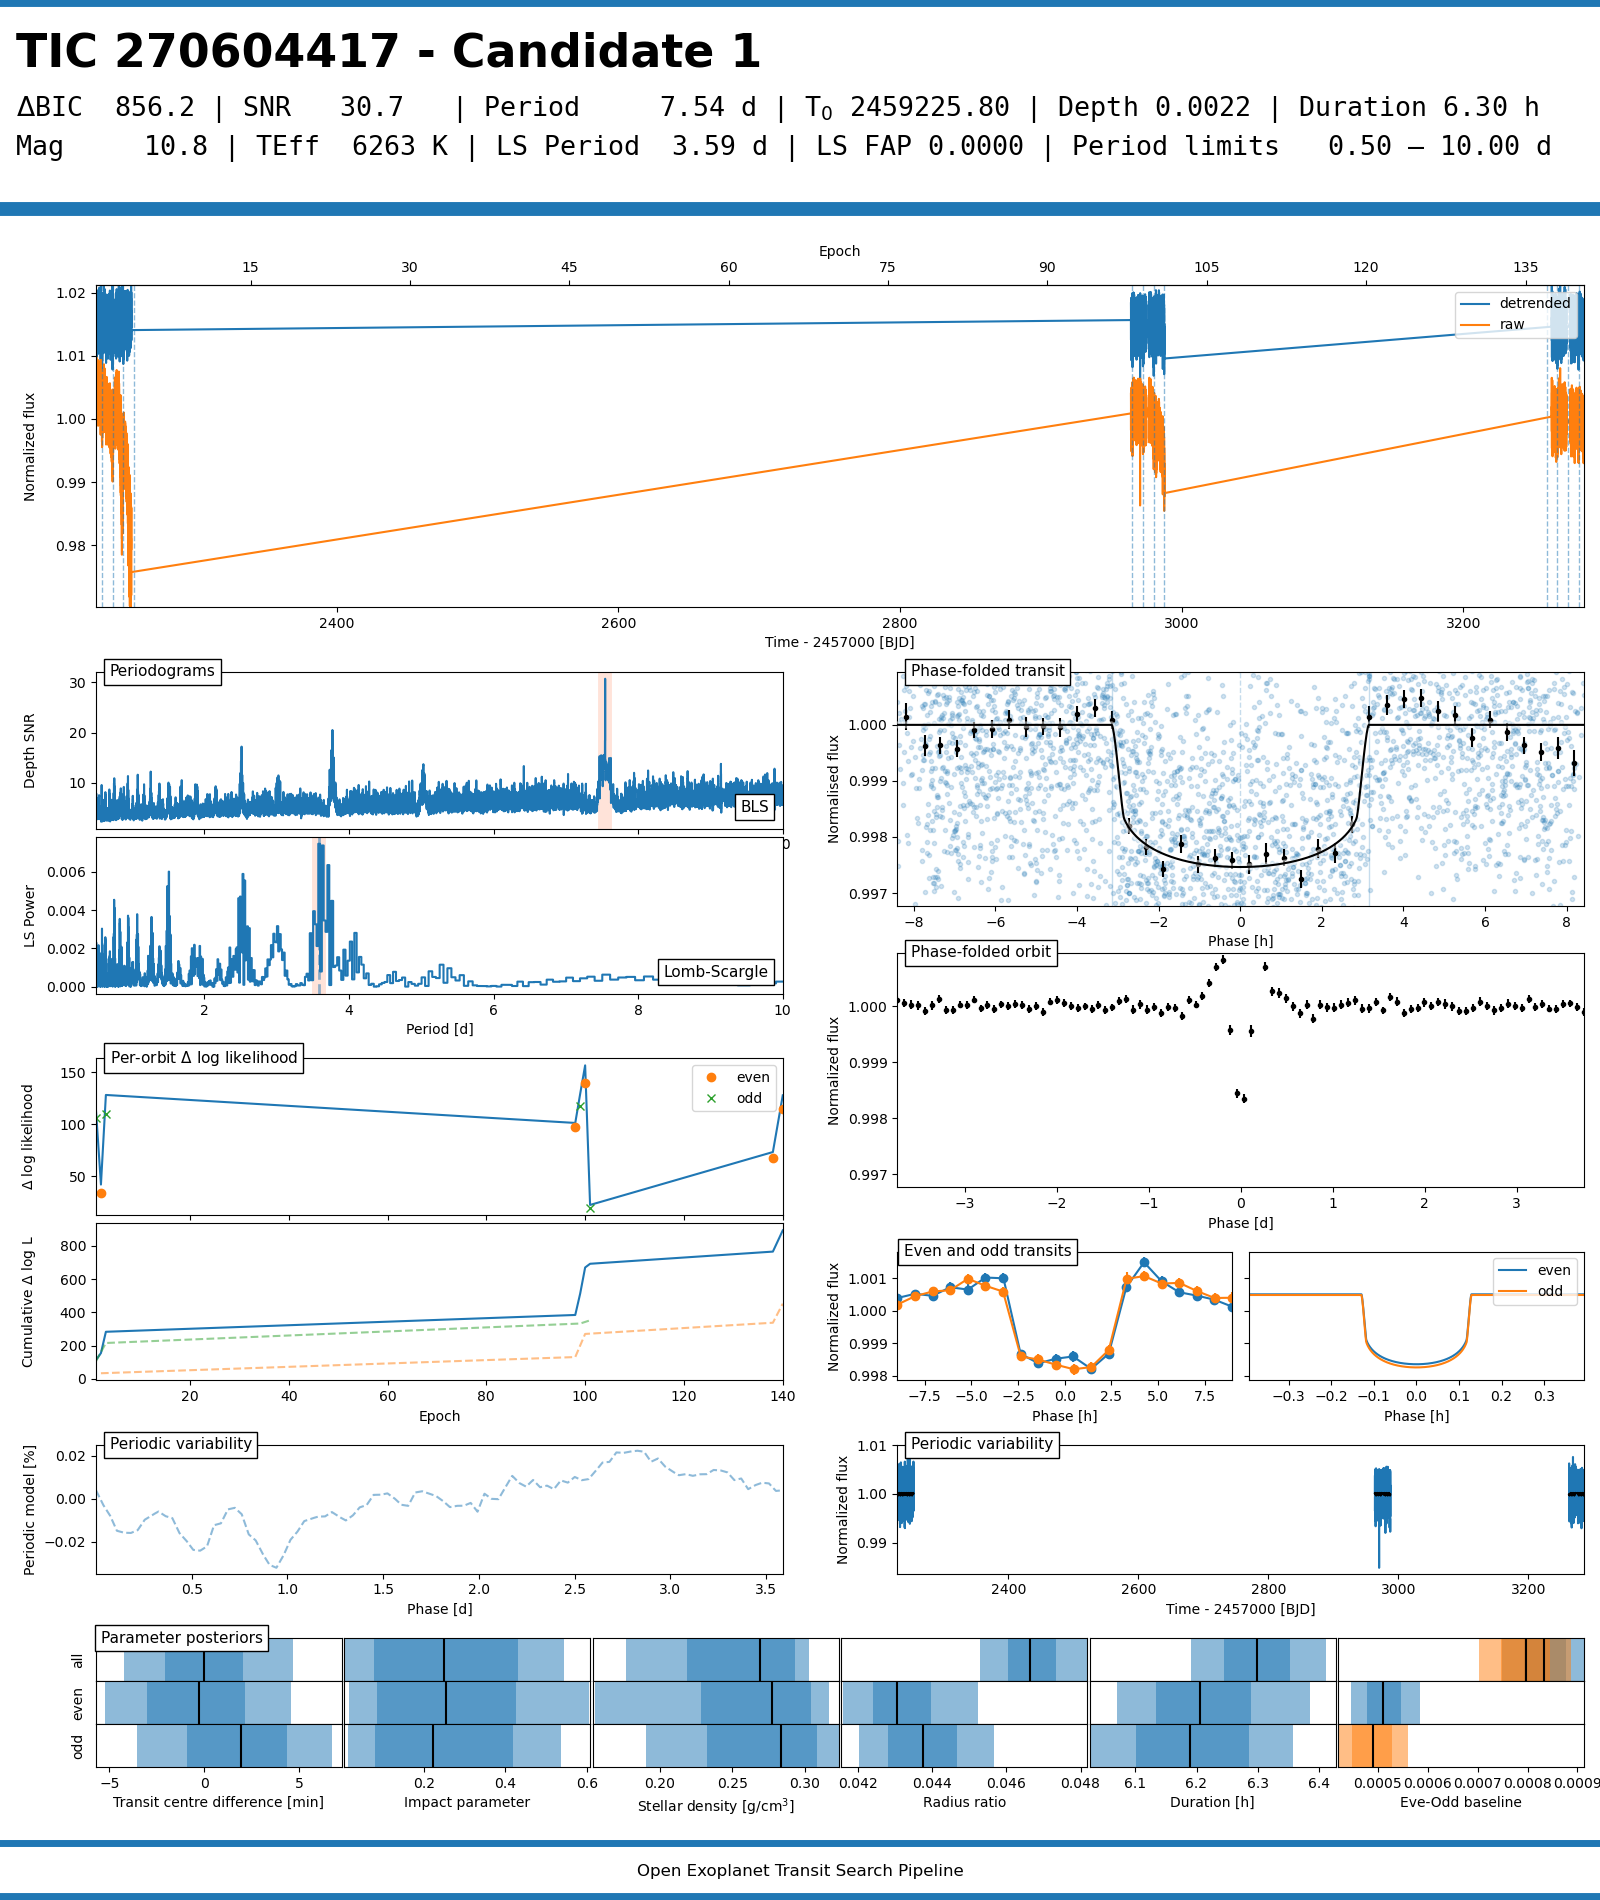 TIC 270604417 - Candidate 1
ΔBIC 856.2 | SNR 30.7 | Period 7.54 d | T0 2459225.80 | Depth 0.0022 | Duration 6.30 h
Mag 10.8 | TEff 6263 K | LS Period 3.59 d | LS FAP 0.0000 | Period limits 0.50 — 10.00 d
Epoch
15 30 45 60 75 90 105 120 135
1.02
1.01
1.00
0.99
0.98
Normalized flux
detrended
raw
2400 2600 2800 3000 3200
Time - 2457000 [BJD]
Periodograms
30
20
10
Depth SNR
BLS
0
0.006
0.004
0.002
0.000
LS Power
Lomb-Scargle
2 4 6 8 10
Period [d]
Phase-folded transit
1.000
0.999
0.998
0.997
Normalised flux
−8 −6 −4 −2 0 2 4 6 8
Phase [h]
Phase-folded orbit
1.000
0.999
0.998
0.997
Normalized flux
−3 −2 −1 0 1 2 3
Phase [d]
Per-orbit Δ log likelihood
150
100
50
Δ log likelihood
even
odd
800
600
400
200
0
Cumulative Δ log L
20 40 60 80 100 120 140
Epoch
Even and odd transits
1.001
1.000
0.999
0.998
Normalized flux
−7.5 −5.0 −2.5 0.0 2.5 5.0 7.5
Phase [h]
even
odd
−0.3 −0.2 −0.1 0.0 0.1 0.2 0.3
Phase [h]
Periodic variability
0.02
0.00
−0.02
Periodic model [%]
0.5 1.0 1.5 2.0 2.5 3.0 3.5
Phase [d]
Periodic variability
1.01
1.00
0.99
Normalized flux
2400 2600 2800 3000 3200
Time - 2457000 [BJD]
Parameter posteriors
all
even
odd
−5 0 5
Transit centre difference [min]
0.2 0.4 0.6
Impact parameter
0.20 0.25 0.30
Stellar density [g/cm3]
0.042 0.044 0.046 0.048
Radius ratio
6.1 6.2 6.3 6.4
Duration [h]
0.0005 0.0006 0.0007 0.0008 0.0009
Eve-Odd baseline
Open Exoplanet Transit Search Pipeline